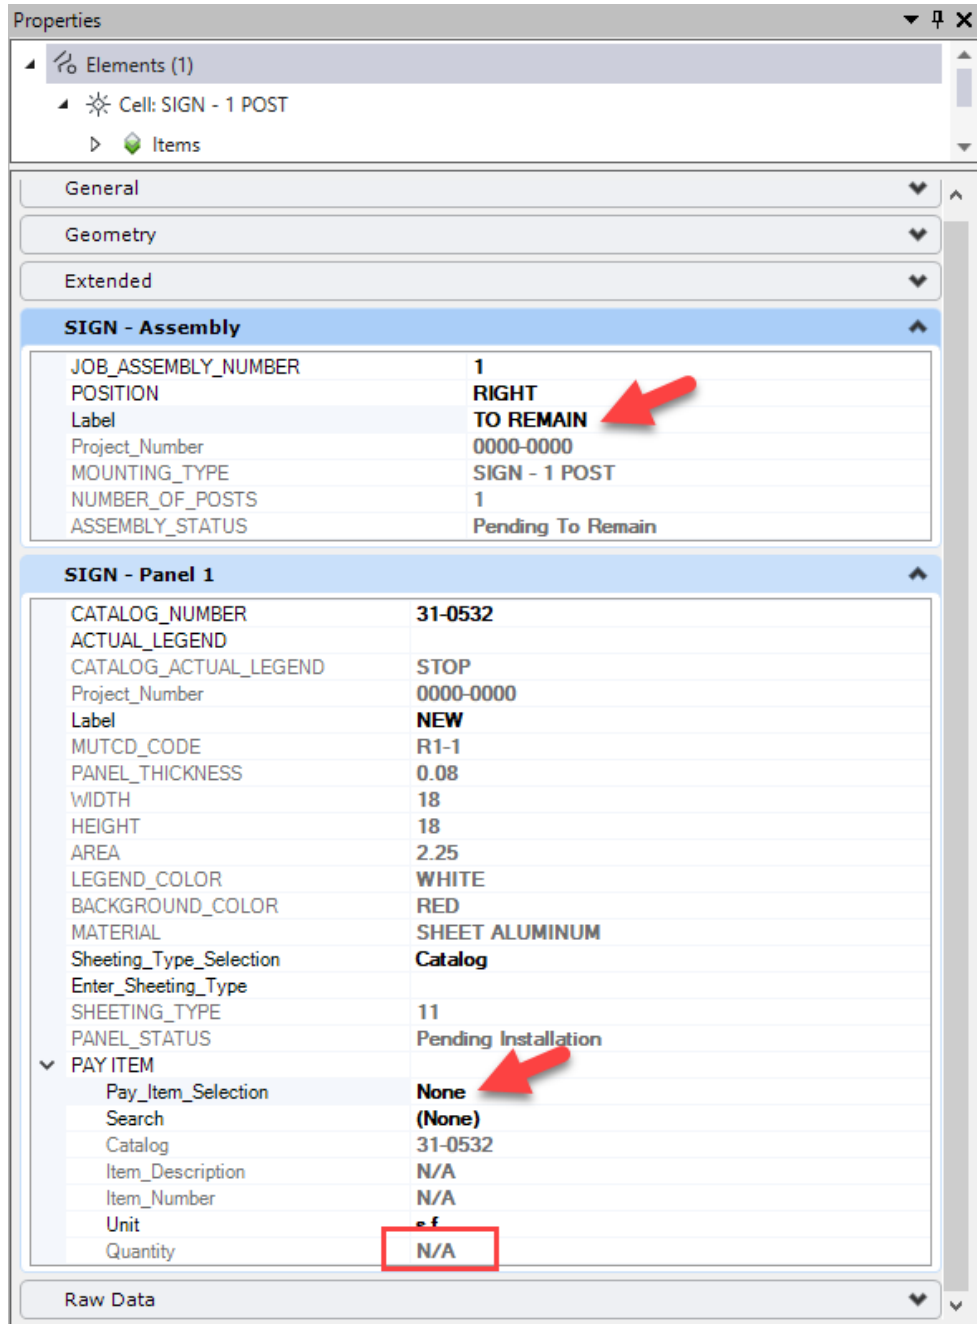 Properties
Elements (1)
Cell: SIGN - 1 POST
Items
General
Geometry
Extended
SIGN - Assembly
JOB_ASSEMBLY_NUMBER 1
POSITION RIGHT
Label TO REMAIN
Project_Number 0000-0000
MOUNTING_TYPE SIGN - 1 POST
NUMBER_OF_POSTS 1
ASSEMBLY_STATUS Pending To Remain
SIGN - Panel 1
CATALOG_NUMBER 31-0532
ACTUAL_LEGEND
CATALOG_ACTUAL_LEGEND STOP
Project_Number 0000-0000
Label NEW
MUTCD_CODE R1-1
PANEL_THICKNESS 0.08
WIDTH 18
HEIGHT 18
AREA 2.25
LEGEND_COLOR WHITE
BACKGROUND_COLOR RED
MATERIAL SHEET ALUMINUM
Sheeting_Type_Selection Catalog
Enter_Sheeting_Type
SHEETING_TYPE 11
PANEL_STATUS Pending Installation
PAY ITEM
Pay_Item_Selection None
Search (None)
Catalog 31-0532
Item_Description N/A
Item_Number N/A
Unit s.f.
Quantity N/A
Raw Data